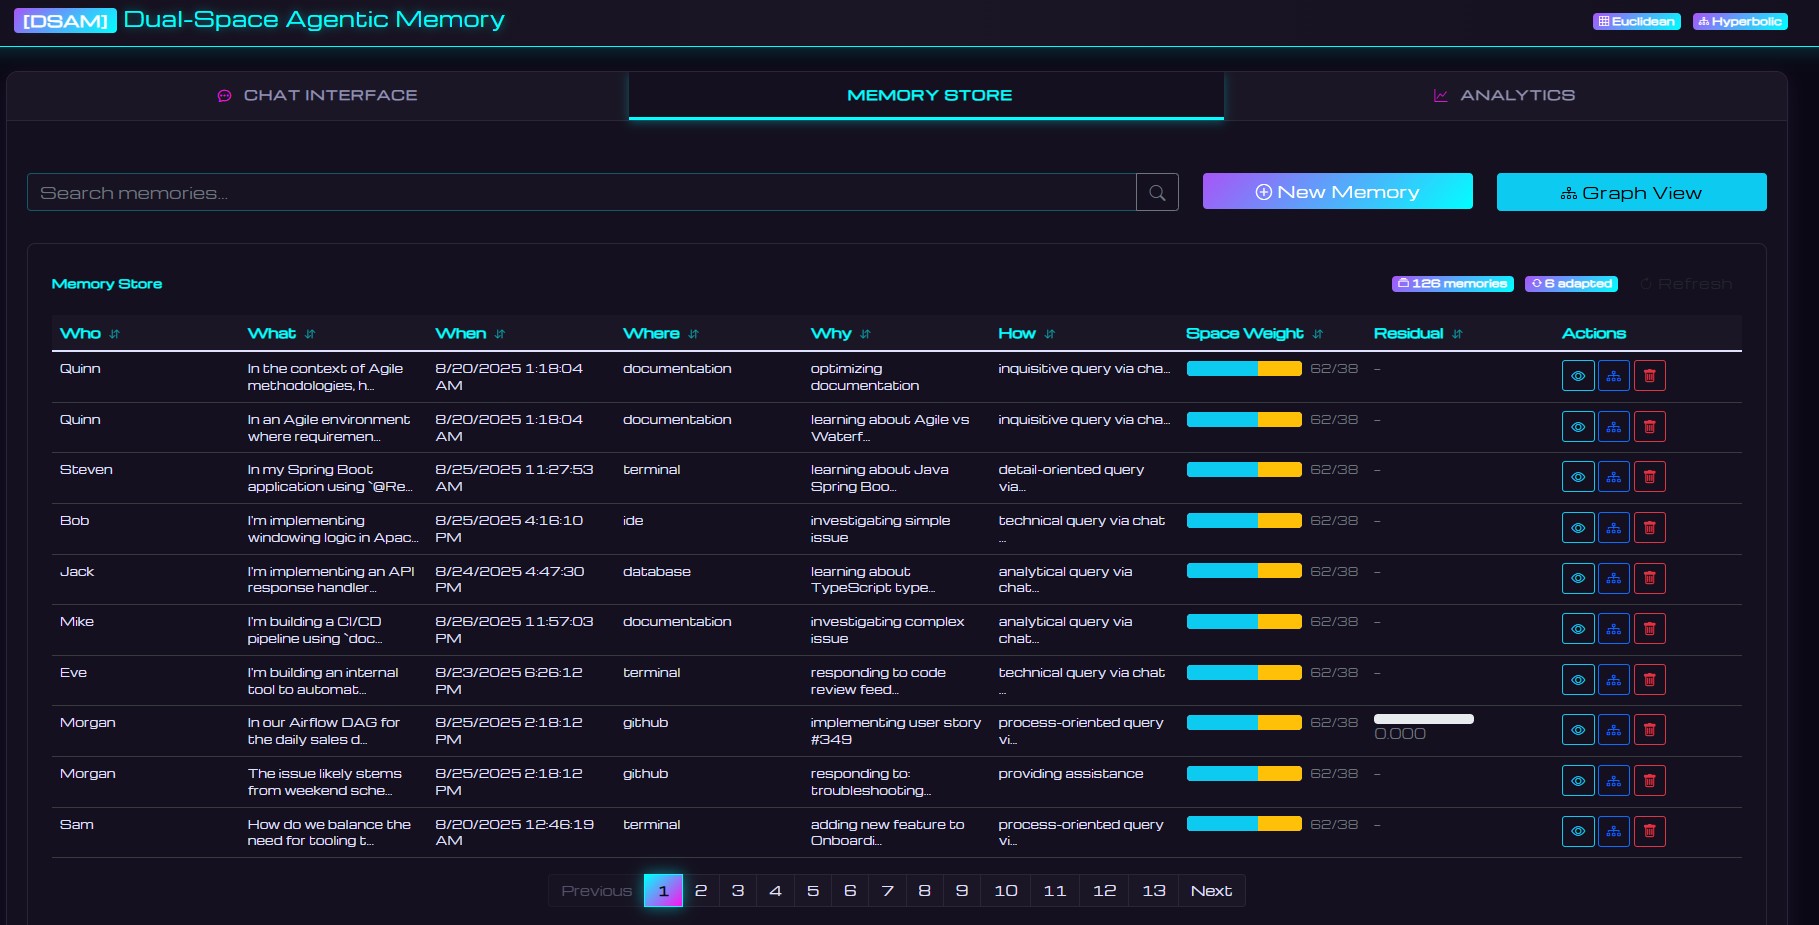 [DSAM] Dual-Space Agentic Memory
Euclidean
Hyperbolic
CHAT INTERFACE
MEMORY STORE
ANALYTICS
Search memories...
New Memory
Graph View
Memory Store
126 memories
6 adapted
Refresh
Who What When Where Why How Space Weight Residual Actions
Quinn In the context of Agile 8/20/2025 1:18:04 documentation optimizing inquisitive query via cha... 62/38 -
methodologies, h... AM documentation
Quinn In an Agile environment 8/20/2025 1:18:04 documentation learning about Agile vs inquisitive query via cha... 62/38 -
where requiremen... AM Waterf...
Steven In my Spring Boot 8/25/2025 11:27:53 terminal learning about Java detail-oriented query 62/38 -
application using `@Re... AM Spring Boo... via...
Bob I'm implementing 8/25/2025 4:16:10 ide investigating simple technical query via chat 62/38 -
windowing logic in Apac... PM issue ...
Jack I'm implementing an API 8/24/2025 4:47:30 database learning about analytical query via 62/38 -
response handler... PM TypeScript type... chat...
Mike I'm building a CI/CD 8/26/2025 11:57:03 documentation investigating complex analytical query via 62/38 -
pipeline using `doc... PM issue chat...
Eve I'm building an internal 8/23/2025 6:26:12 terminal responding to code technical query via chat 62/38 -
tool to automat... PM review feed... ...
Morgan In our Airflow DAG for 8/25/2025 2:18:12 github implementing user story process-oriented query 62/38
the daily sales d... PM #349 vi... 0.000
Morgan The issue likely stems 8/25/2025 2:18:12 github responding to: providing assistance 62/38 -
from weekend sche... PM troubleshooting...
Sam How do we balance the 8/20/2025 12:46:19 terminal adding new feature to process-oriented query 62/38 -
need for tooling t... AM Onboardi... vi...
Previous 1 2 3 4 5 6 7 8 9 10 11 12 13 Next